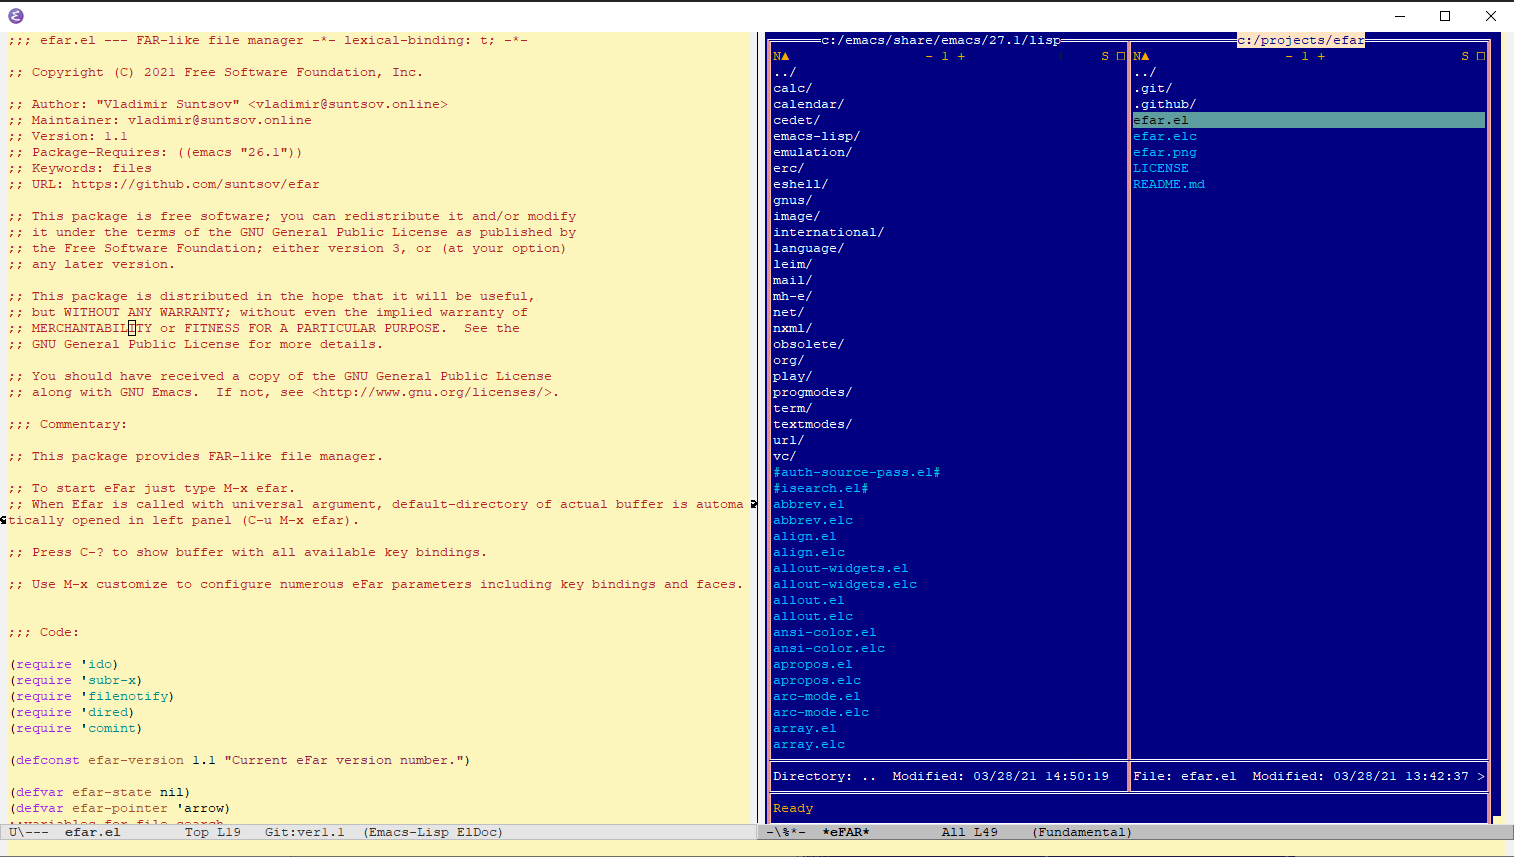 ;;; efar.el --- FAR-like file manager -*- lexical-binding: t; -*-
;; Copyright (C) 2021 Free Software Foundation, Inc.
;; Author: "Vladimir Suntsov" <vladimir@suntsov.online>
;; Maintainer: vladimir@suntsov.online
;; Version: 1.1
;; Package-Requires: ((emacs "26.1"))
;; Keywords: files
;; URL: https://github.com/suntsov/efar
;; This package is free software; you can redistribute it and/or modify
;; it under the terms of the GNU General Public License as published by
;; the Free Software Foundation; either version 3, or (at your option)
;; any later version.
;; This package is distributed in the hope that it will be useful,
;; but WITHOUT ANY WARRANTY; without even the implied warranty of
;; MERCHANTABILITY or FITNESS FOR A PARTICULAR PURPOSE.  See the
;; GNU General Public License for more details.
;; You should have received a copy of the GNU General Public License
;; along with GNU Emacs.  If not, see <http://www.gnu.org/licenses/>.
;;; Commentary:
;; This package provides FAR-like file manager.
;; To start eFar just type M-x efar.
;; When Efar is called with universal argument, default-directory of actual buffer is automa
tically opened in left panel (C-u M-x efar).
;; Press C-? to show buffer with all available key bindings.
;; Use M-x customize to configure numerous eFar parameters including key bindings and faces.
;;; Code:
(require 'ido)
(require 'subr-x)
(require 'filenotify)
(require 'dired)
(require 'comint)
(defconst efar-version 1.1 "Current eFar version number.")
(defvar efar-state nil)
(defvar efar-pointer 'arrow)
;;variables for file search
U\--- efar.el Top L19 Git:ver1.1 (Emacs-Lisp ElDoc)
c:/emacs/share/emacs/27.1/lisp
N▲ - 1 + S □
../
calc/
calendar/
cedet/
emacs-lisp/
emulation/
erc/
eshell/
gnus/
image/
international/
language/
leim/
mail/
mh-e/
net/
nxml/
obsolete/
org/
play/
progmodes/
term/
textmodes/
url/
vc/
#auth-source-pass.el#
#isearch.el#
abbrev.el
abbrev.elc
align.el
align.elc
allout-widgets.el
allout-widgets.elc
allout.el
allout.elc
ansi-color.el
ansi-color.elc
apropos.el
apropos.elc
arc-mode.el
arc-mode.elc
array.el
array.elc
Directory: ..  Modified: 03/28/21 14:50:19
c:/projects/efar
N▲ - 1 + S □
../
.git/
.github/
efar.el
efar.elc
efar.png
LICENSE
README.md
File: efar.el  Modified: 03/28/21 13:42:37 >
Ready
-\%*- *eFAR* All L49 (Fundamental)